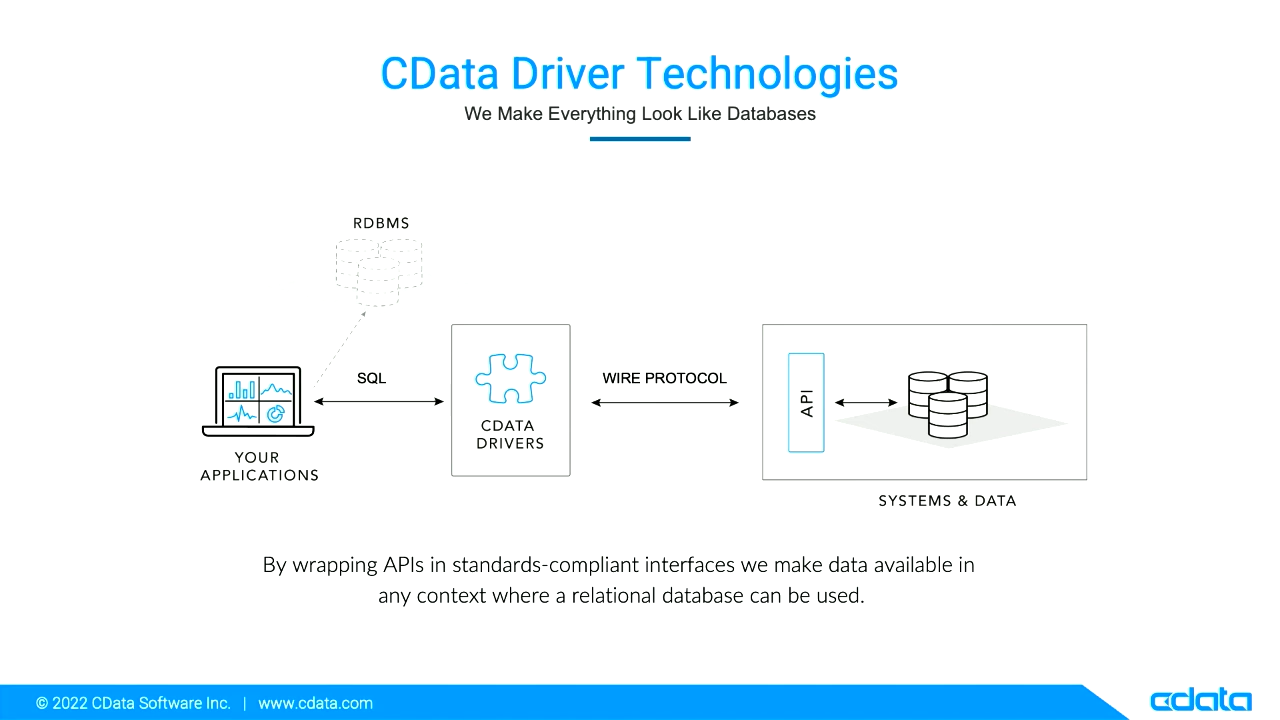 CData Driver Technologies
We Make Everything Look Like Databases
RDBMS
SQL
WIRE PROTOCOL
API
CDATA
DRIVERS
YOUR
APPLICATIONS
SYSTEMS & DATA
By wrapping APIs in standards-compliant interfaces we make data available in
any context where a relational database can be used.
© 2022 CData Software Inc. | www.cdata.com
cdata